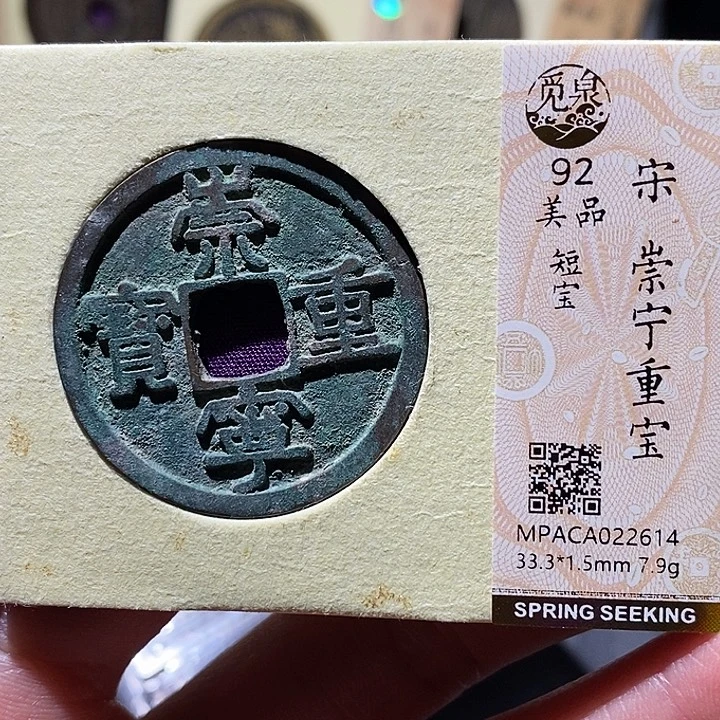 崇
寧
重
寶
觅泉
92
美品
短宝
宋 崇宁重宝
MPACA022614
33.3*1.5mm 7.9g
SPRING SEEKING